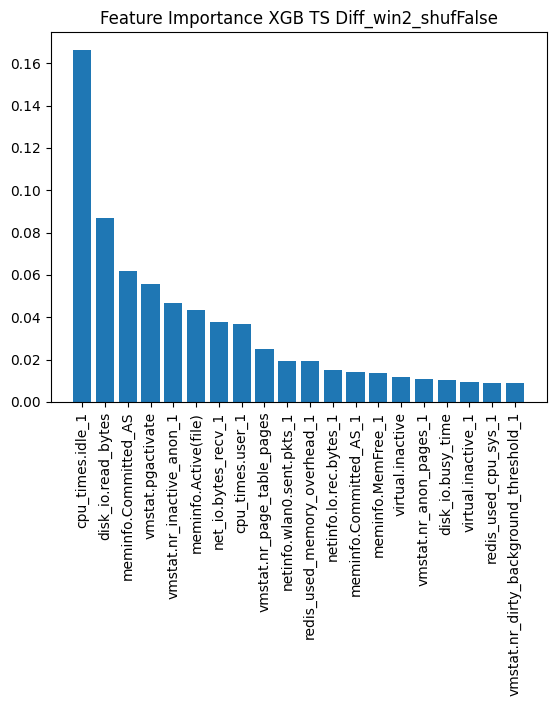 Feature Importance XGB TS Diff_win2_shufFalse
0.16
0.14
0.12
0.10
0.08
0.06
0.04
0.02
0.00
cpu_times.idle_1
disk_io.read_bytes
meminfo.Committed_AS
vmstat.pgactivate
vmstat.nr_inactive_anon_1
meminfo.Active(file)
net_io.bytes_recv_1
cpu_times.user_1
vmstat.nr_page_table_pages
netinfo.wlan0.sent.pkts_1
redis_used_memory_overhead_1
netinfo.lo.rec.bytes_1
meminfo.Committed_AS_1
meminfo.MemFree_1
virtual.inactive
vmstat.nr_anon_pages_1
disk_io.busy_time
virtual.inactive_1
redis_used_cpu_sys_1
vmstat.nr_dirty_background_threshold_1